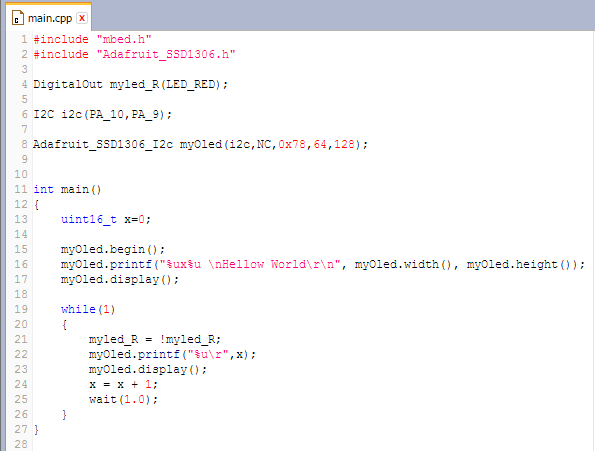 main.cpp x
1 #include "mbed.h"
2 #include "Adafruit_SSD1306.h"
3
4 DigitalOut myled_R(LED_RED);
5
6 I2C i2c(PA_10,PA_9);
7
8 Adafruit_SSD1306_I2c myOled(i2c,NC,0x78,64,128);
9
10
11 int main()
12 {
13     uint16_t x=0;
14
15     myOled.begin();
16     myOled.printf("%ux%u \nHellow World\r\n", myOled.width(), myOled.height());
17     myOled.display();
18
19     while(1)
20     {
21         myled_R = !myled_R;
22         myOled.printf("%u\r",x);
23         myOled.display();
24         x = x + 1;
25         wait(1.0);
26     }
27 }
28